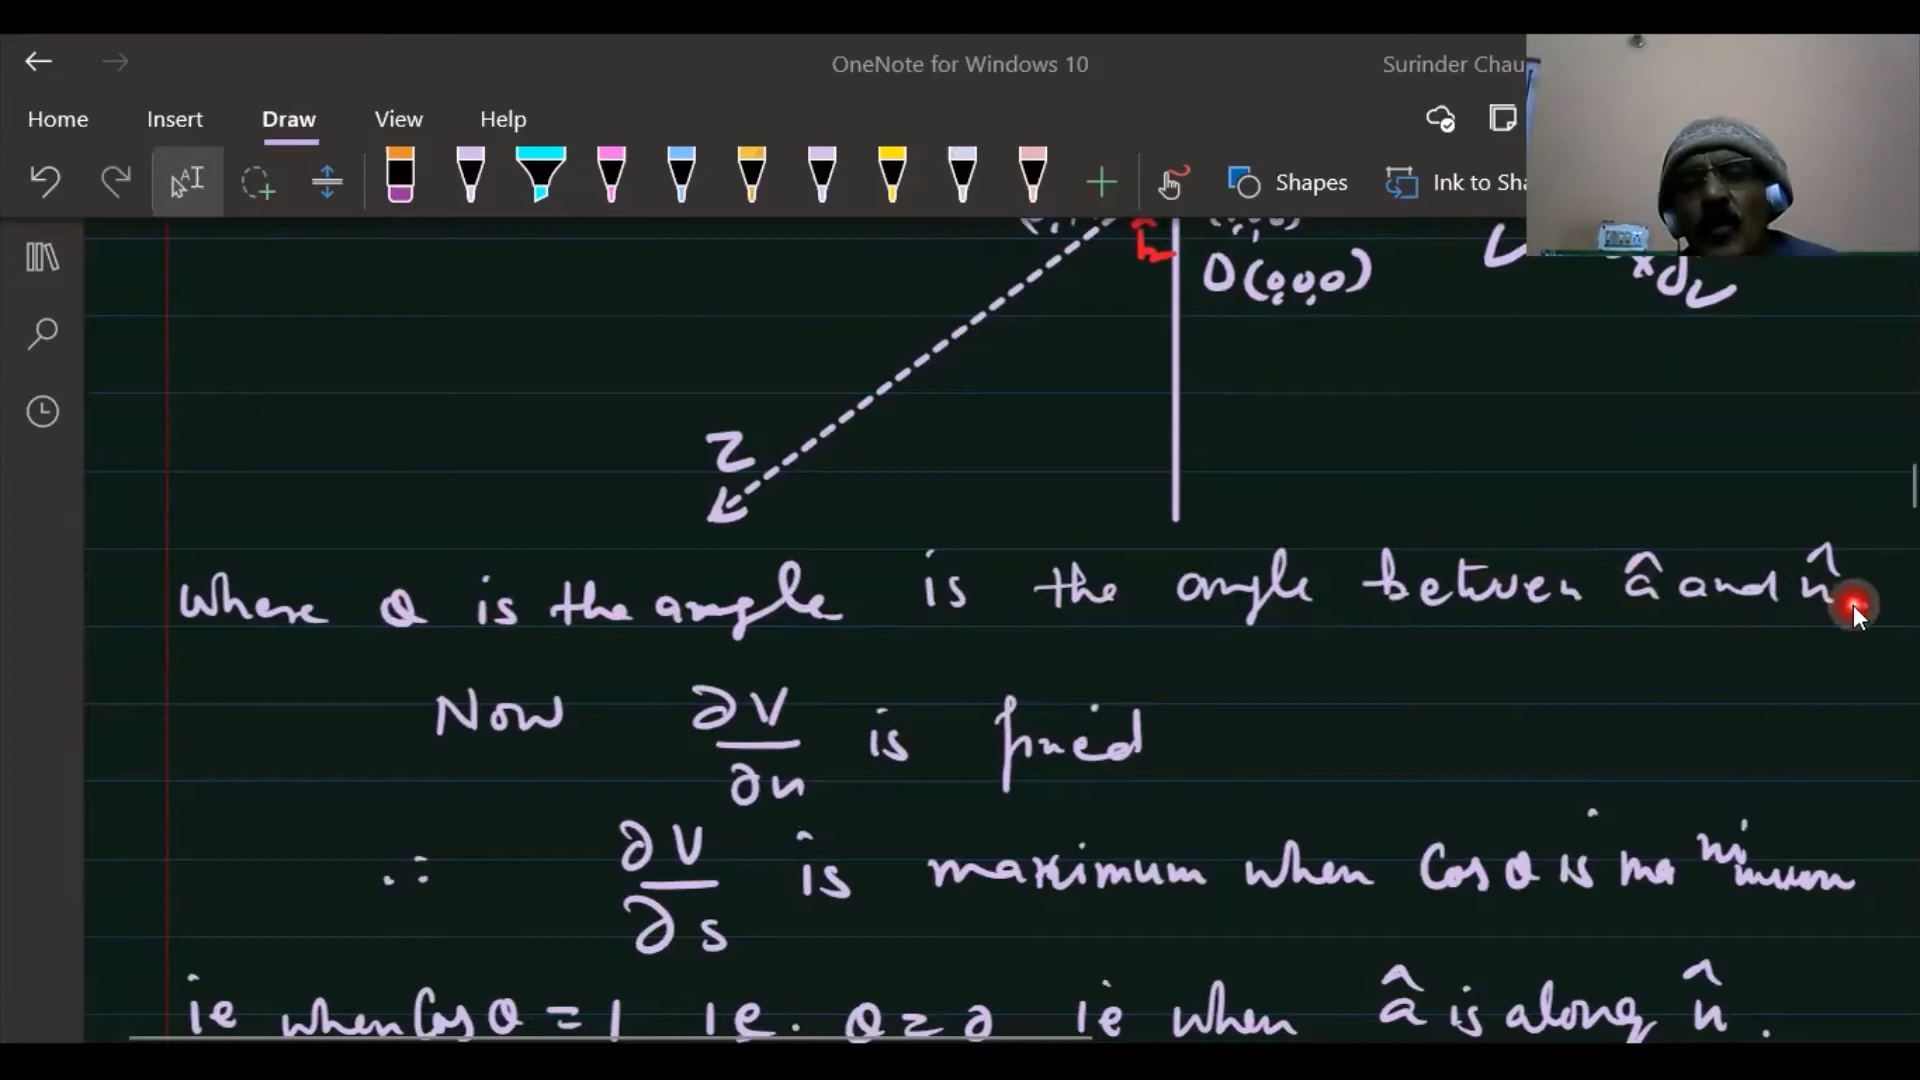 OneNote for Windows 10
Surinder Chau
Home Insert Draw View Help
Shapes Ink to Sha
n̂
O(0,0,0)
Z
where θ is the angle is the angle between â and n̂
Now ∂V/∂n is fixed
∴ ∂V/∂s is maximum when Cos θ is maximum
ie when Cos θ = 1 ie. θ = 0 ie when â is along n̂.